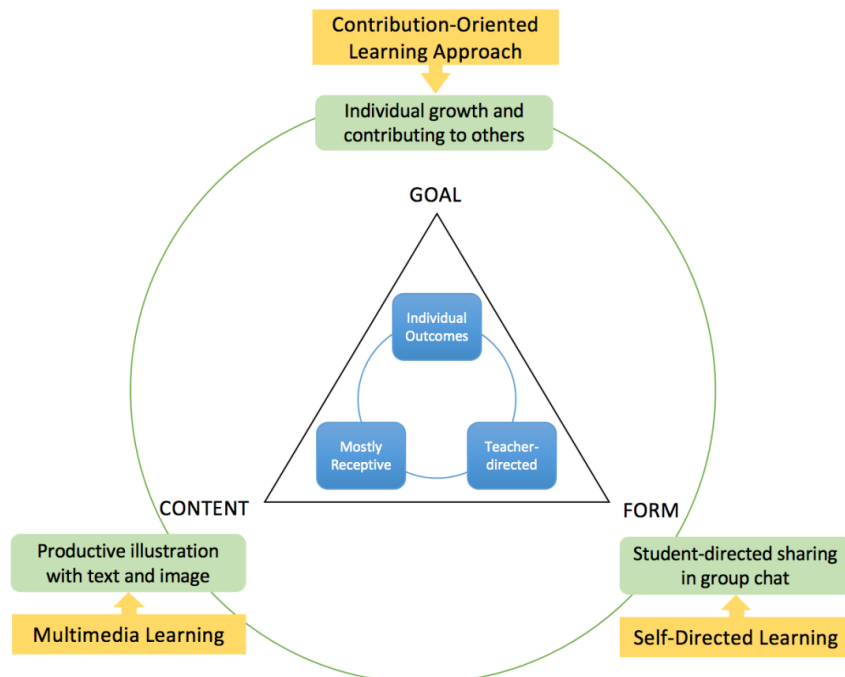 Contribution-Oriented
Learning Approach
Individual growth and
contributing to others
GOAL
Individual
Outcomes
Mostly
Receptive
Teacher-
directed
CONTENT
FORM
Productive illustration
with text and image
Student-directed sharing
in group chat
Multimedia Learning
Self-Directed Learning